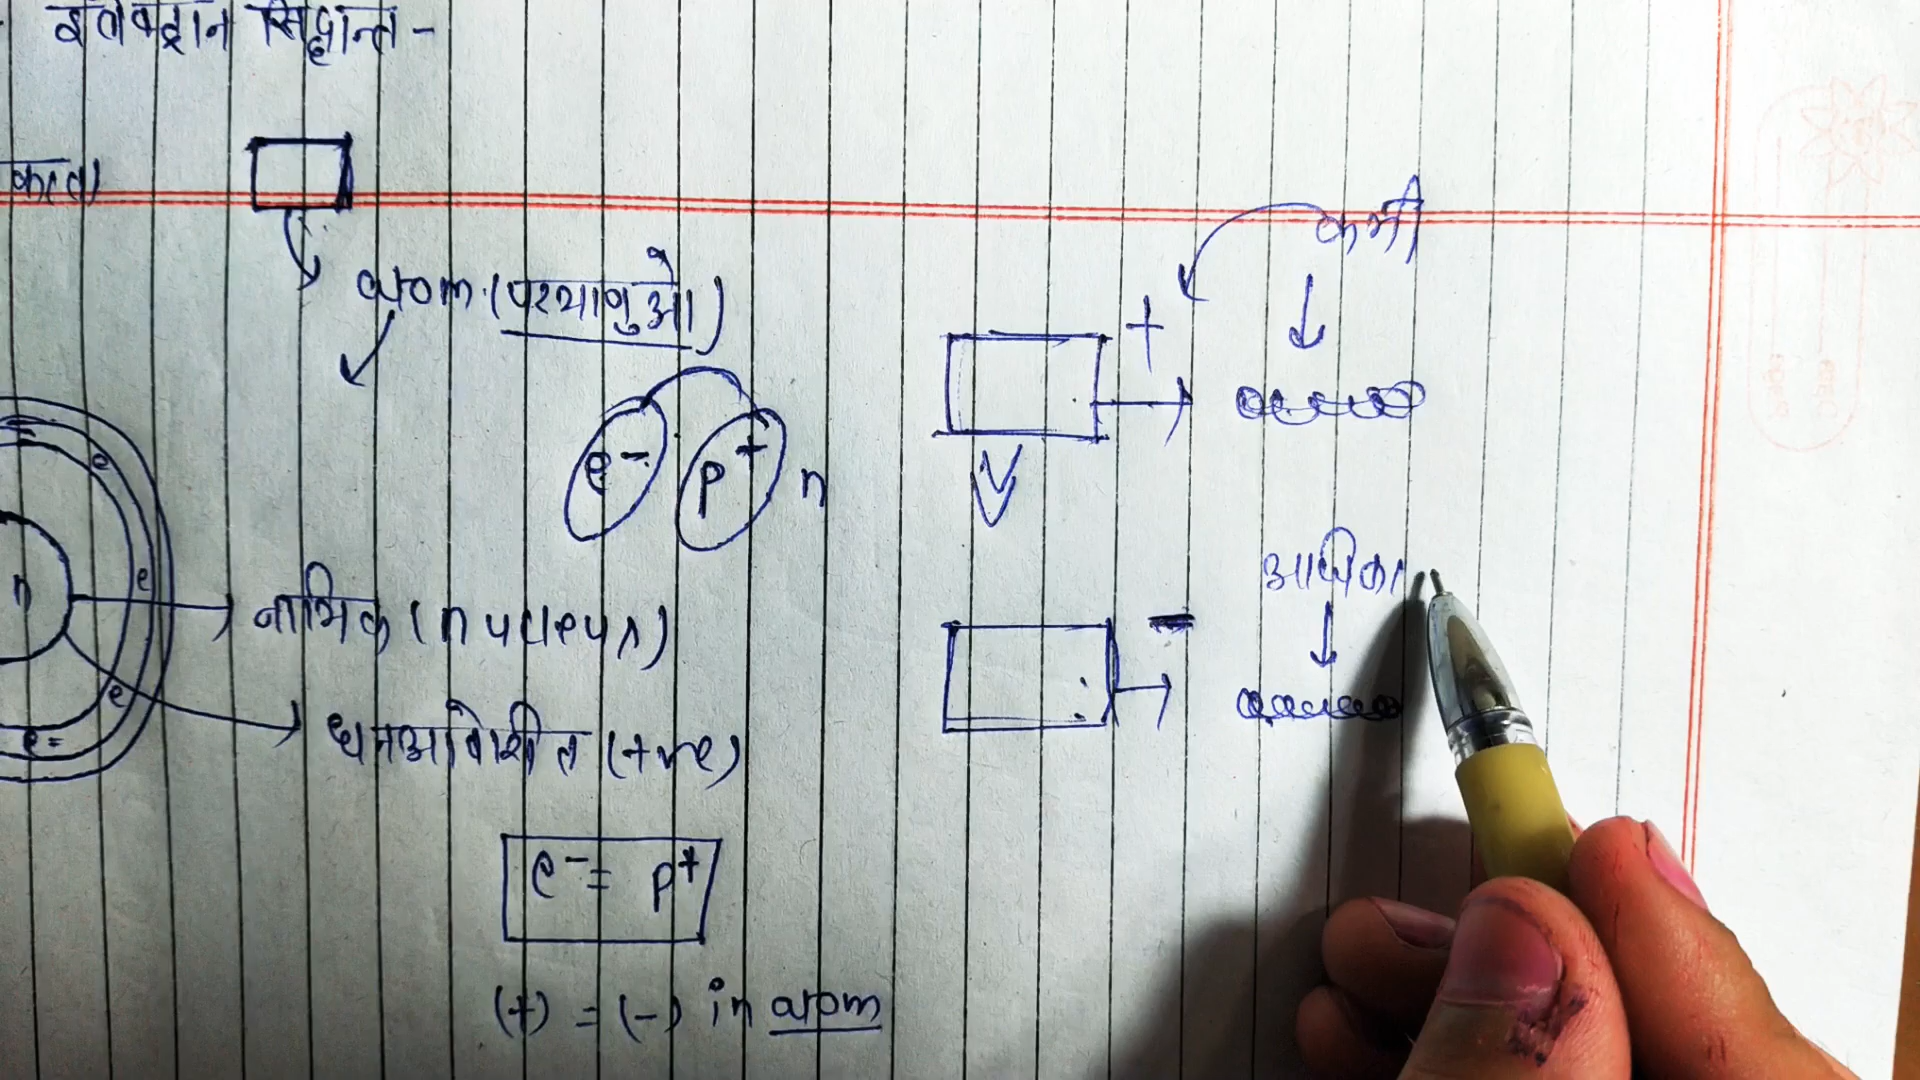 इलेक्ट्रान सिद्धान्त -
atom (परमाणुओ)
e⁻ p⁺ n
e
e
n
e
e
नाभिक (nucleus)
धनआवेशीत (+ve)
e⁻ = p⁺
(+) = (-) in atom
कमी
+
आधिका
-